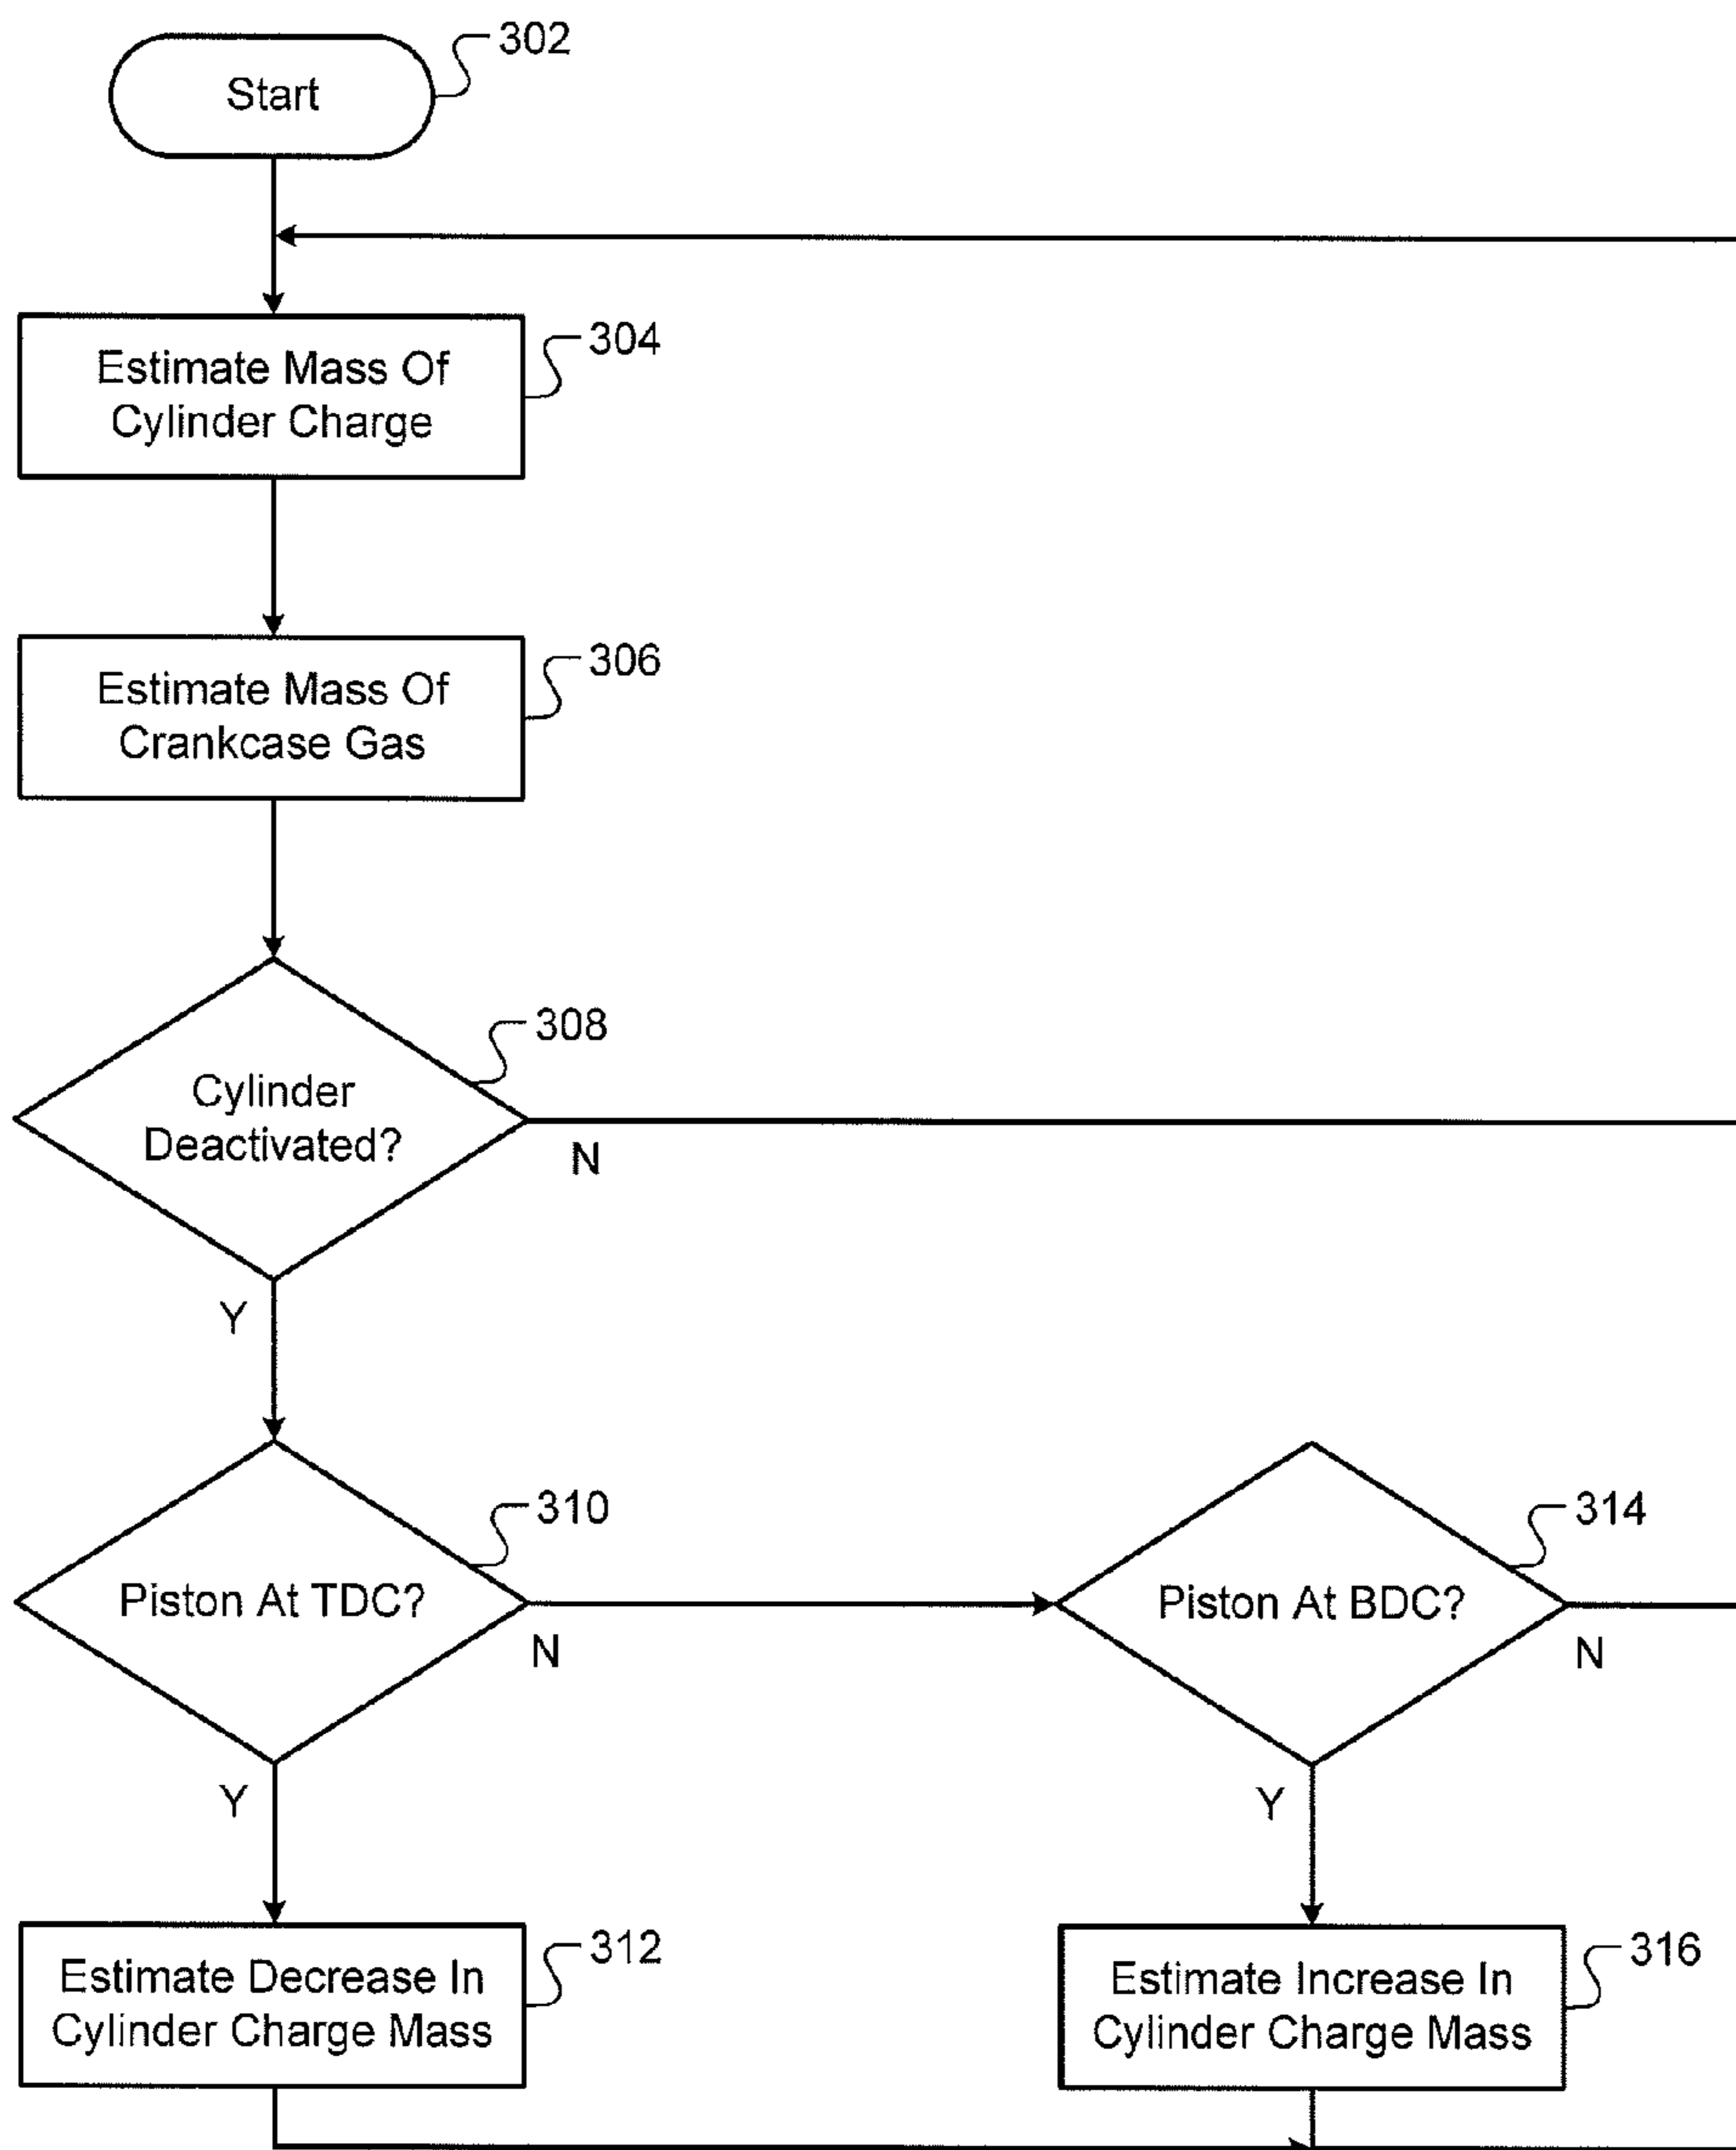 302
Start
304
Estimate Mass Of
Cylinder Charge
306
Estimate Mass Of
Crankcase Gas
308
Cylinder
Deactivated?
N
Y
310
Piston At TDC?
N
Y
314
Piston At BDC?
N
Y
312
Estimate Decrease In
Cylinder Charge Mass
316
Estimate Increase In
Cylinder Charge Mass